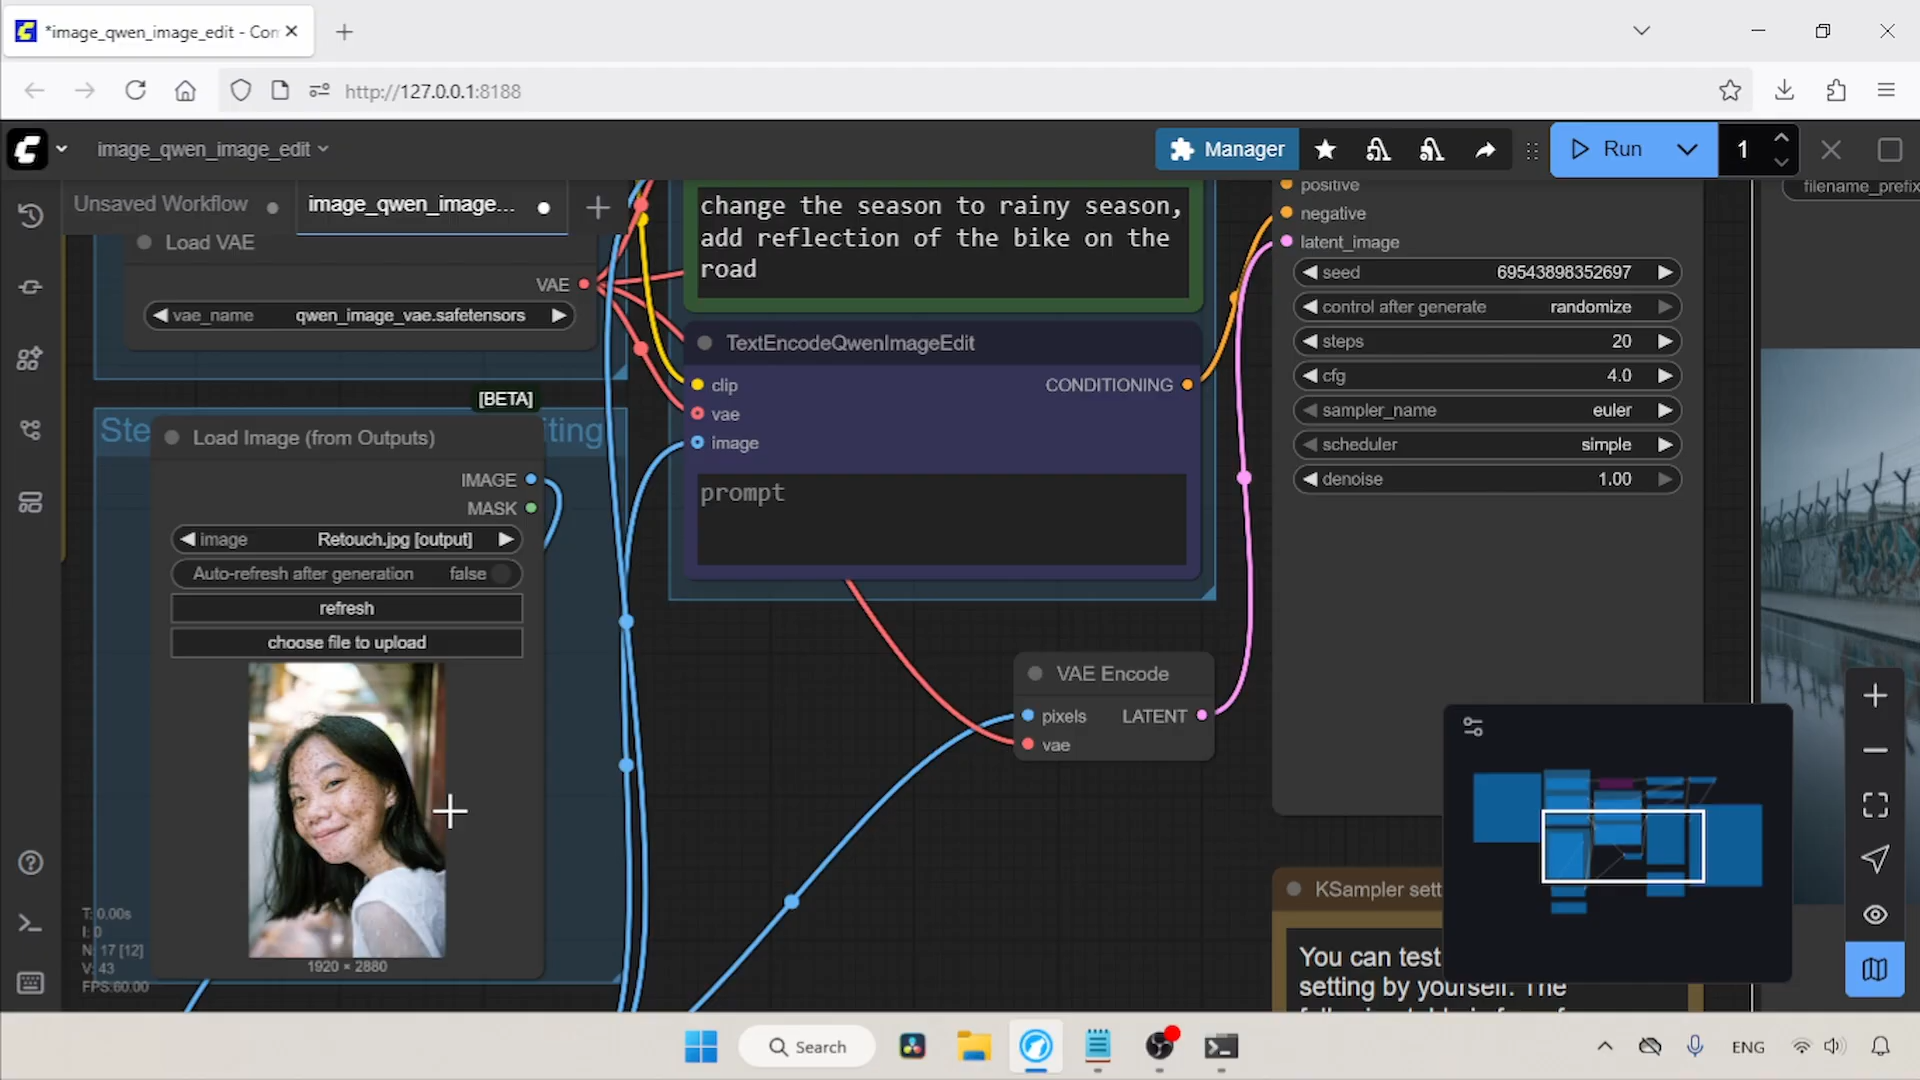 *image_qwen_image_edit - Con
http://127.0.0.1:8188
image_qwen_image_edit
Manager
Run
1
Unsaved Workflow
image_qwen_image...
Load VAE
VAE
vae_name
qwen_image_vae.safetensors
change the season to rainy season,
add reflection of the bike on the
road
TextEncodeQwenImageEdit
clip
CONDITIONING
vae
image
prompt
positive
negative
latent_image
seed 69543898352697
control after generate randomize
steps 20
cfg 4.0
sampler_name euler
scheduler simple
denoise 1.00
filename_prefix
[BETA]
Ste
iting
Load Image (from Outputs)
IMAGE
MASK
image Retouch.jpg [output]
Auto-refresh after generation false
refresh
choose file to upload
1920 × 2880
T: 0.00s
I: 0
N: 17 [12]
V: 43
FPS:60.00
VAE Encode
pixels LATENT
vae
KSampler sett
You can test
setting by yourself. The
Search
ENG